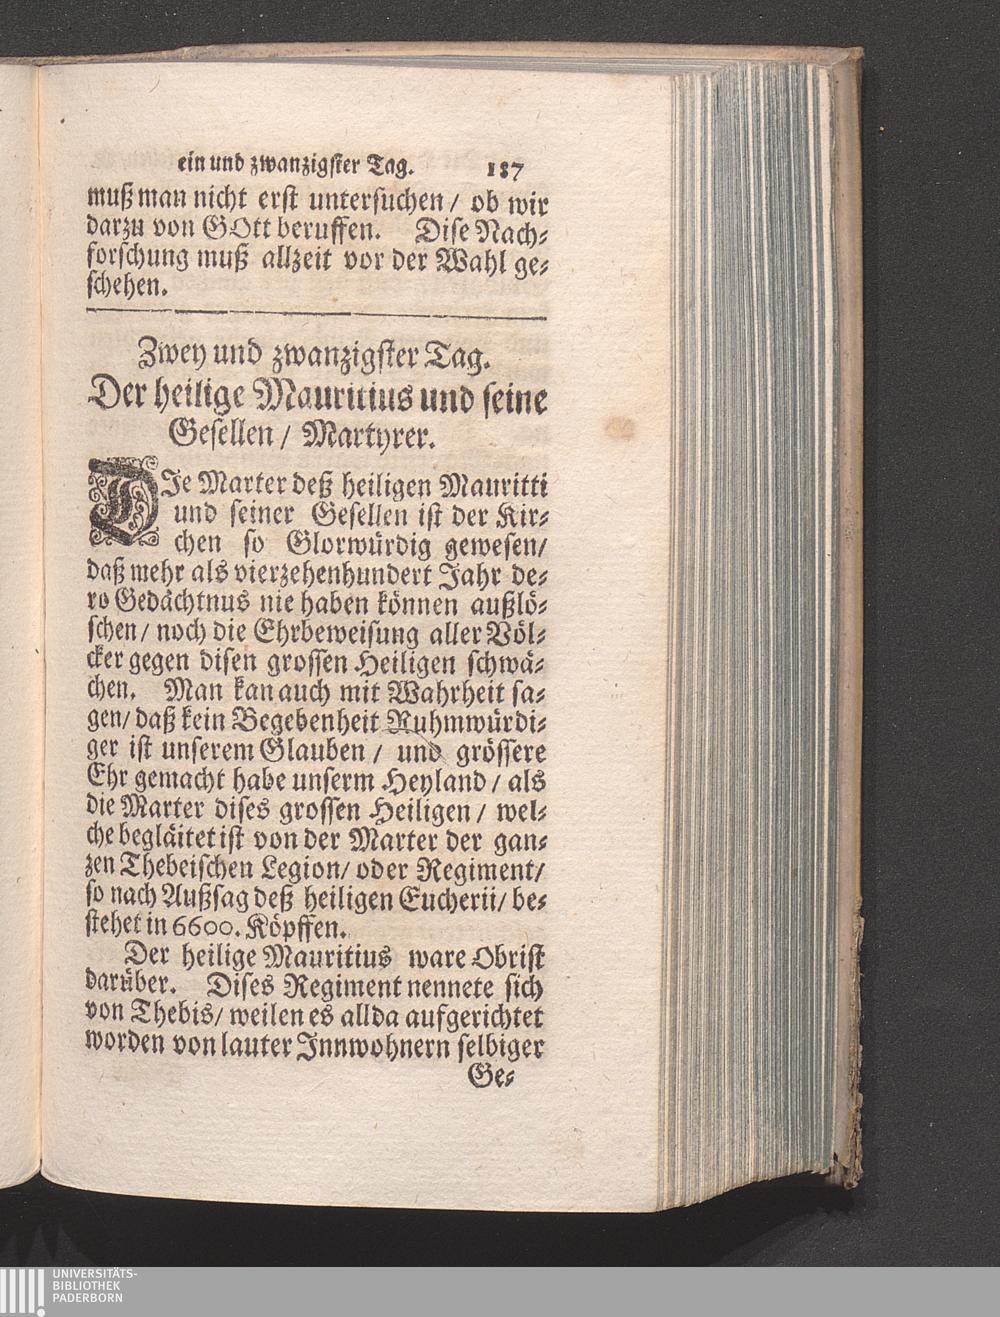 ein und zwanzigster Tag. 187
muß man nicht erst untersuchen / ob wir
darzu von GOtt beruffen. Dise Nach-
forschung muß allzeit vor der Wahl ge-
schehen.
Zwey und zwanzigster Tag.
Der heilige Mauritius und seine
Gesellen / Martyrer.
DIe Marter deß heiligen Mauritti
und seiner Gesellen ist der Kir-
chen so Glorwürdig gewesen/
daß mehr als vierzehenhundert Jahr de-
ro Gedächtnus nie haben können außlö-
schen / noch die Ehrbeweisung aller Völ-
cker gegen disen grossen Heiligen schwä-
chen. Man kan auch mit Wahrheit sa-
gen/ daß kein Begebenheit Ruhmwürdi-
ger ist unserem Glauben / und grössere
Ehr gemacht habe unserm Heyland / als
die Marter dises grossen Heiligen / wel-
che begläitet ist von der Marter der gan-
zen Thebeischen Legion/ oder Regiment/
so nach Außsag deß heiligen Eucherii/ be-
stehet in 6600. Köpffen.
Der heilige Mauritius ware Obrist
darüber. Dises Regiment nennete sich
von Thebis/ weilen es allda aufgerichtet
worden von lauter Innwohnern selbiger
Ge-
UNIVERSITÄTS-
BIBLIOTHEK
PADERBORN